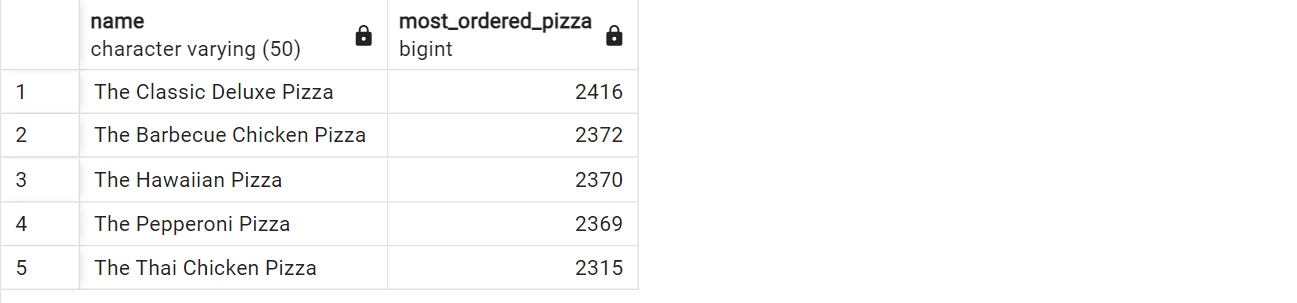 name most_ordered_pizza
character varying (50) bigint
1 The Classic Deluxe Pizza 2416
2 The Barbecue Chicken Pizza 2372
3 The Hawaiian Pizza 2370
4 The Pepperoni Pizza 2369
5 The Thai Chicken Pizza 2315